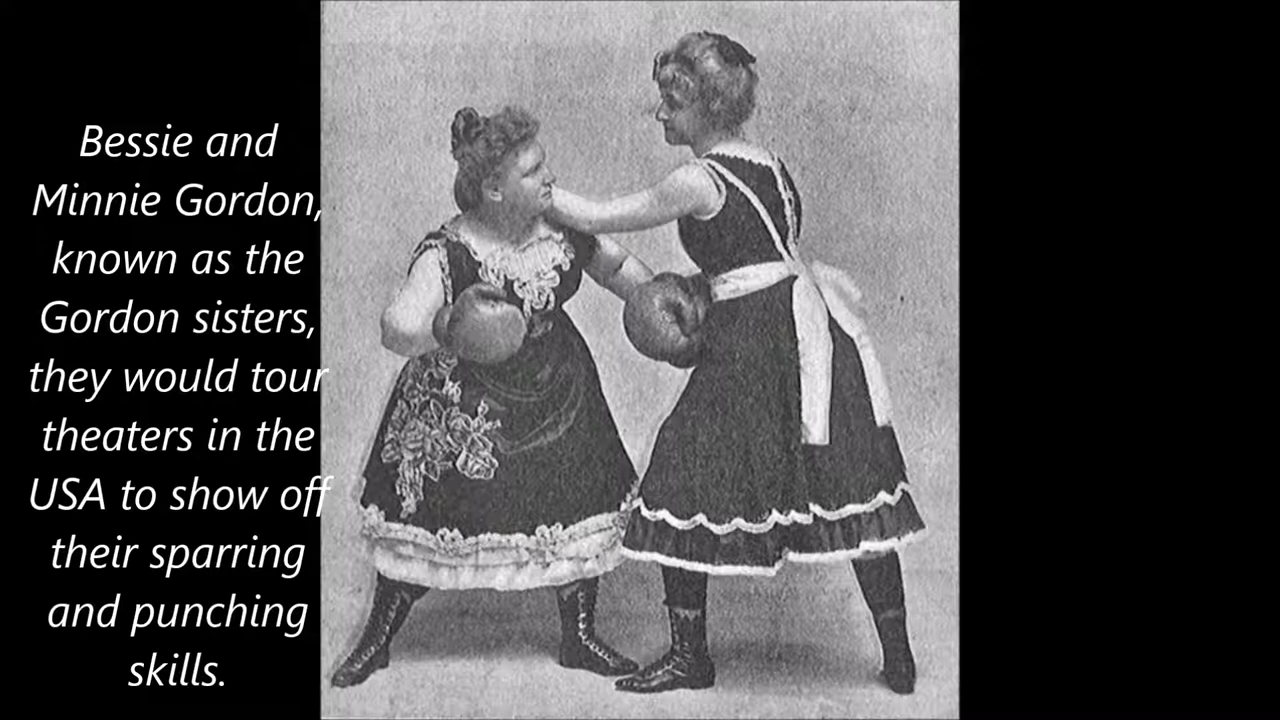 Bessie and
Minnie Gordon,
known as the
Gordon sisters,
they would tour
theaters in the
USA to show off
their sparring
and punching
skills.